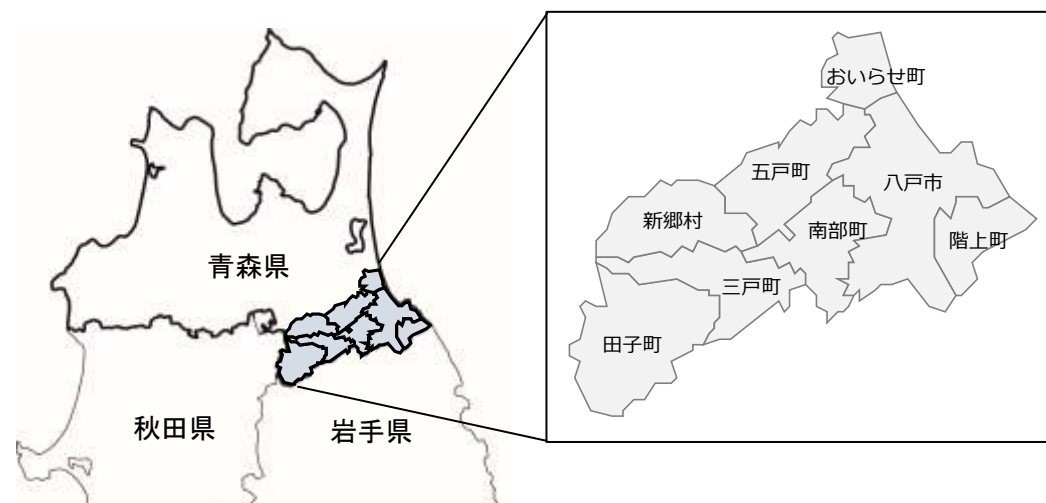 青森県
秋田県
岩手県
おいらせ町
五戸町
八戸市
新郷村
南部町
階上町
三戸町
田子町